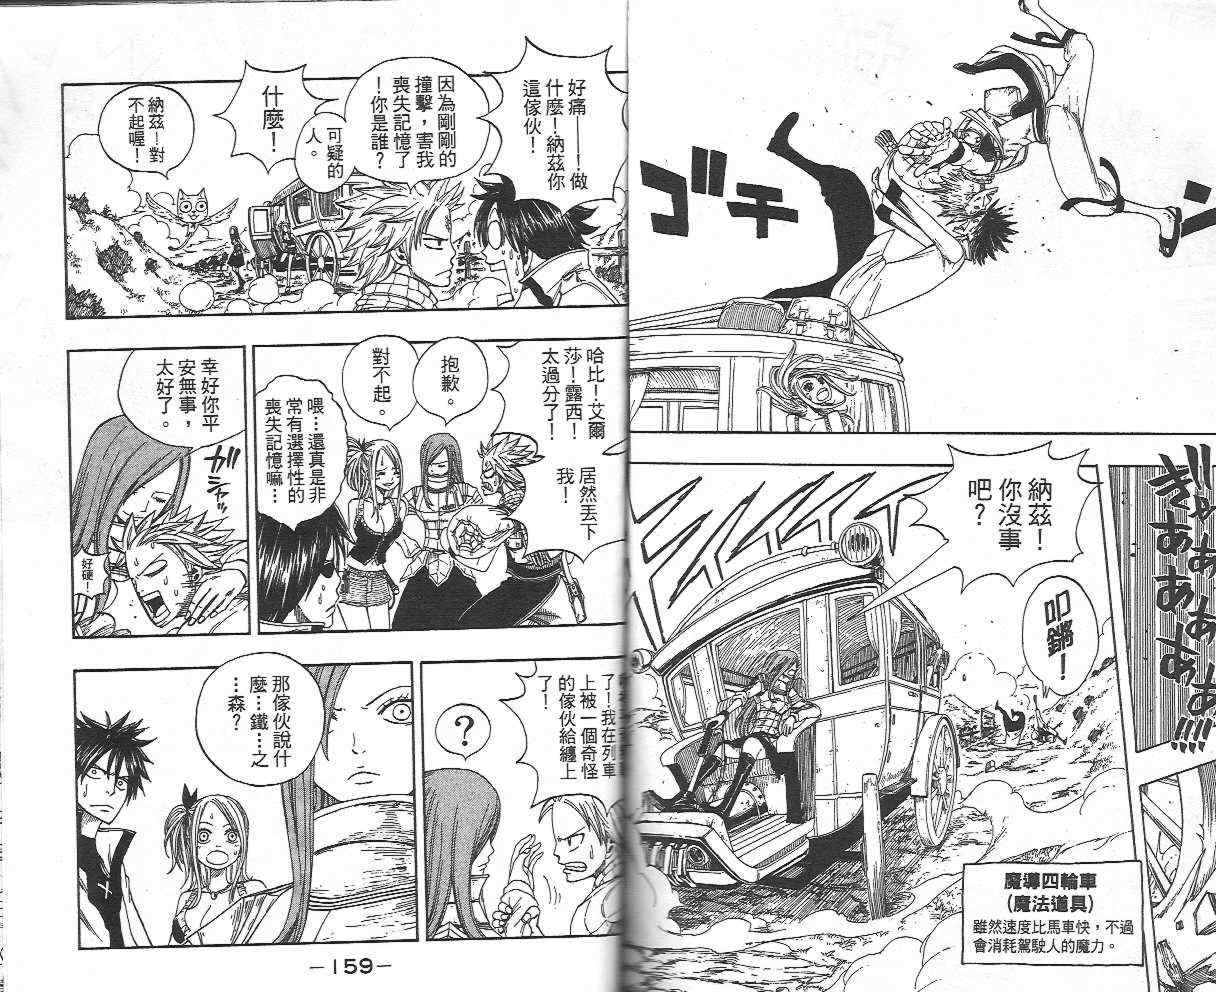 ゴチン
ぎゃあぁあああ!!!!
納茲!
你沒事
吧?
叩鏘!
魔導四輪車
(魔法道具)
雖然速度比馬車快,不過
會消耗駕駛人的魔力。
好痛──!做
什麼!納茲你
這傢伙!
因為剛剛的
撞擊,害我
喪失記憶了
!你是誰?
可疑的
人。
什麼!
納茲—對
不起喔!
哈比!艾爾
莎!露西!
太過分了!
居然丟下
我!
抱歉。
對不起。
喂…還真是非
常有選擇性的
喪失記憶嘛…
幸好你平
安無事,
太好了。
ガシャッ
好硬!
了!我在列車
上被一個奇怪
的傢伙給纏上
了!
?
那傢伙說什
麼…鐵…之
…森?
－159－